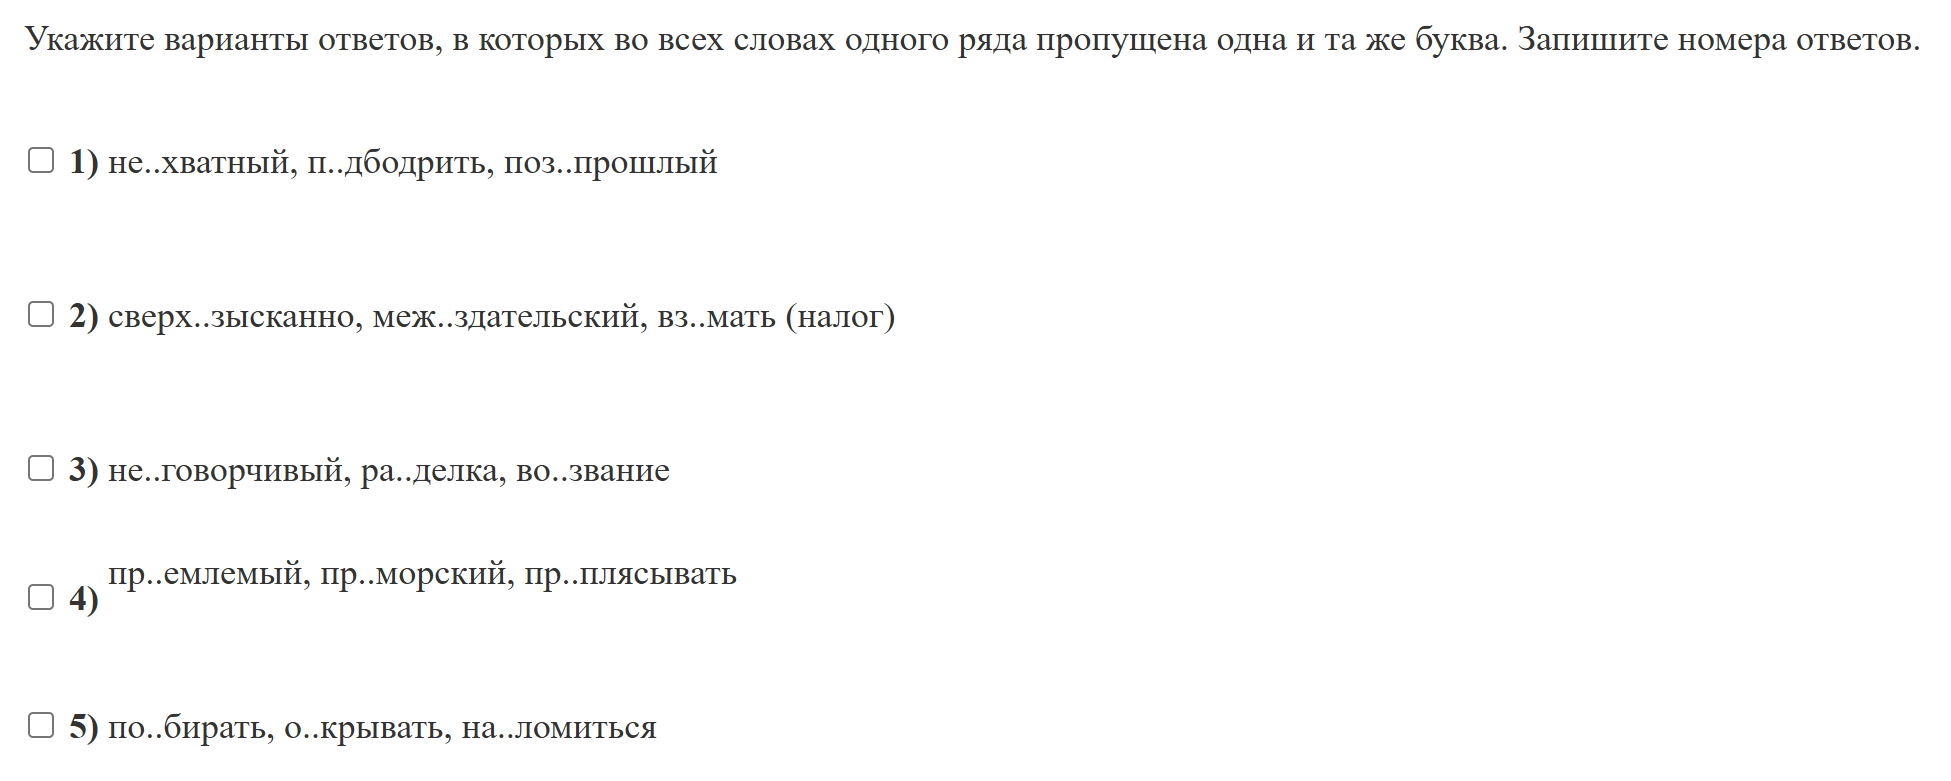 Укажите варианты ответов, в которых во всех словах одного ряда пропущена одна и та же буква. Запишите номера ответов.
1) не..хватный, п..дбодрить, поз..прошлый
2) сверх..зысканно, меж..здательский, вз..мать (налог)
3) не..говорчивый, ра..делка, во..звание
4) пр..емлемый, пр..морский, пр..плясывать
5) по..бирать, о..крывать, на..ломиться